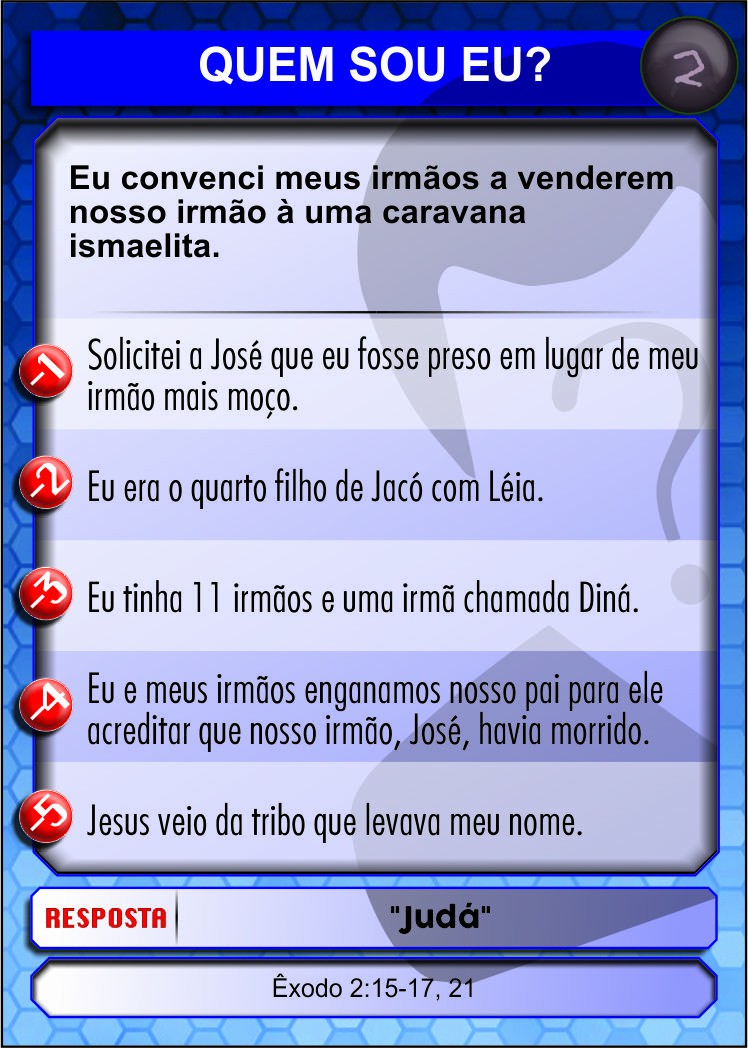 QUEM SOU EU?
2
Eu convenci meus irmãos a venderem
nosso irmão à uma caravana
ismaelita.
1 Solicitei a José que eu fosse preso em lugar de meu
irmão mais moço.
2 Eu era o quarto filho de Jacó com Léia.
3 Eu tinha 11 irmãos e uma irmã chamada Diná.
4 Eu e meus irmãos enganamos nosso pai para ele
acreditar que nosso irmão, José, havia morrido.
5 Jesus veio da tribo que levava meu nome.
RESPOSTA "Judá"
Êxodo 2:15-17, 21